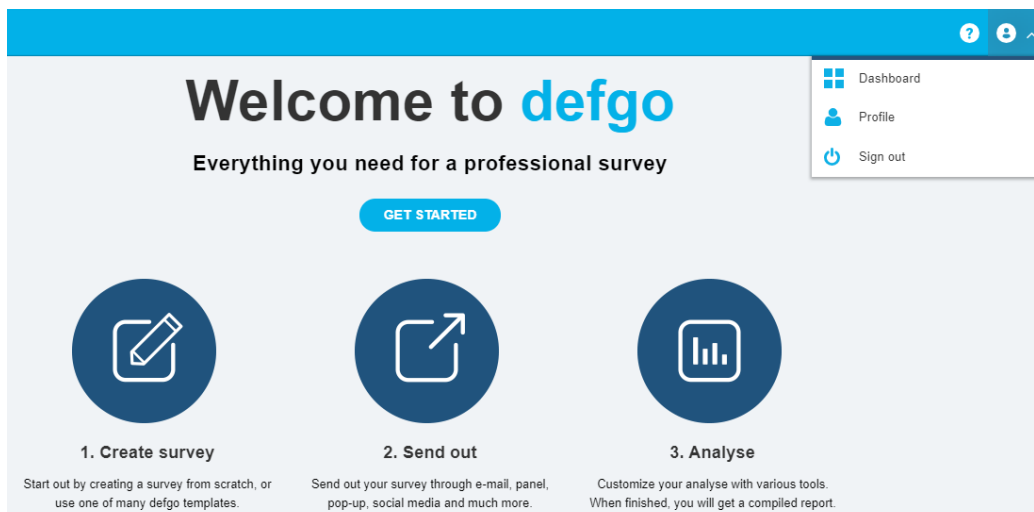 ?
Dashboard
Profile
Sign out
Welcome to defgo
Everything you need for a professional survey
GET STARTED
1. Create survey
Start out by creating a survey from scratch, or
use one of many defgo templates.
2. Send out
Send out your survey through e-mail, panel,
pop-up, social media and much more.
3. Analyse
Customize your analyse with various tools.
When finished, you will get a compiled report.